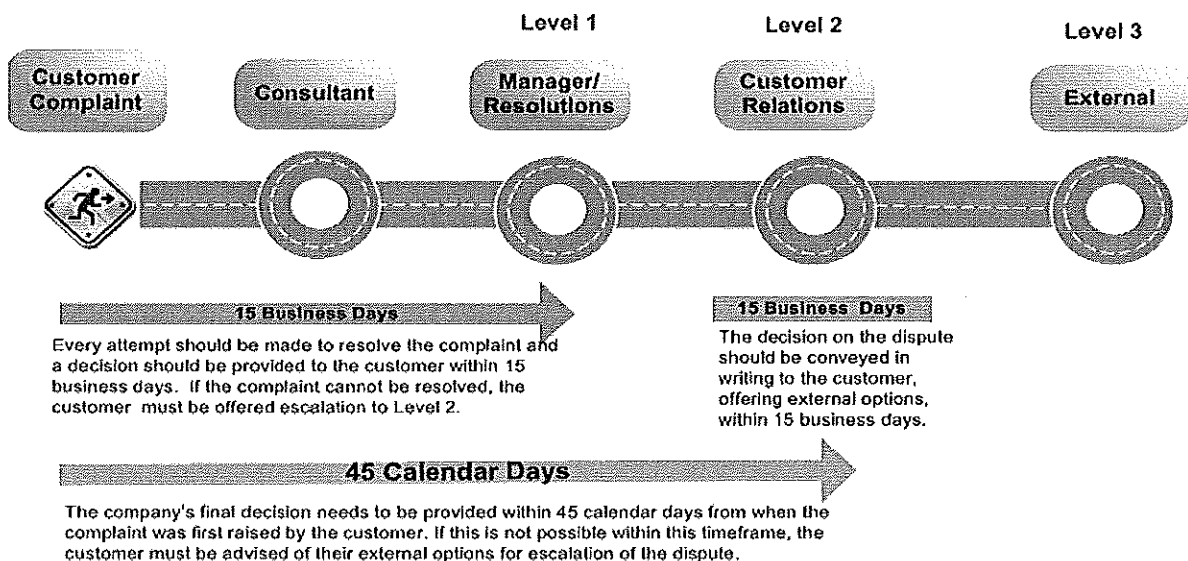 Level 1
Level 2
Level 3
Customer
Complaint
Consultant
Manager/
Resolutions
Customer
Relations
External
15 Business Days
Every attempt should be made to resolve the complaint and
a decision should be provided to the customer within 15
business days. If the complaint cannot be resolved, the
customer must be offered escalation to Level 2.
15 Business Days
The decision on the dispute
should be conveyed in
writing to the customer,
offering external options,
within 15 business days.
45 Calendar Days
The company's final decision needs to be provided within 45 calendar days from when the
complaint was first raised by the customer. If this is not possible within this timeframe, the
customer must be advised of their external options for escalation of the dispute.